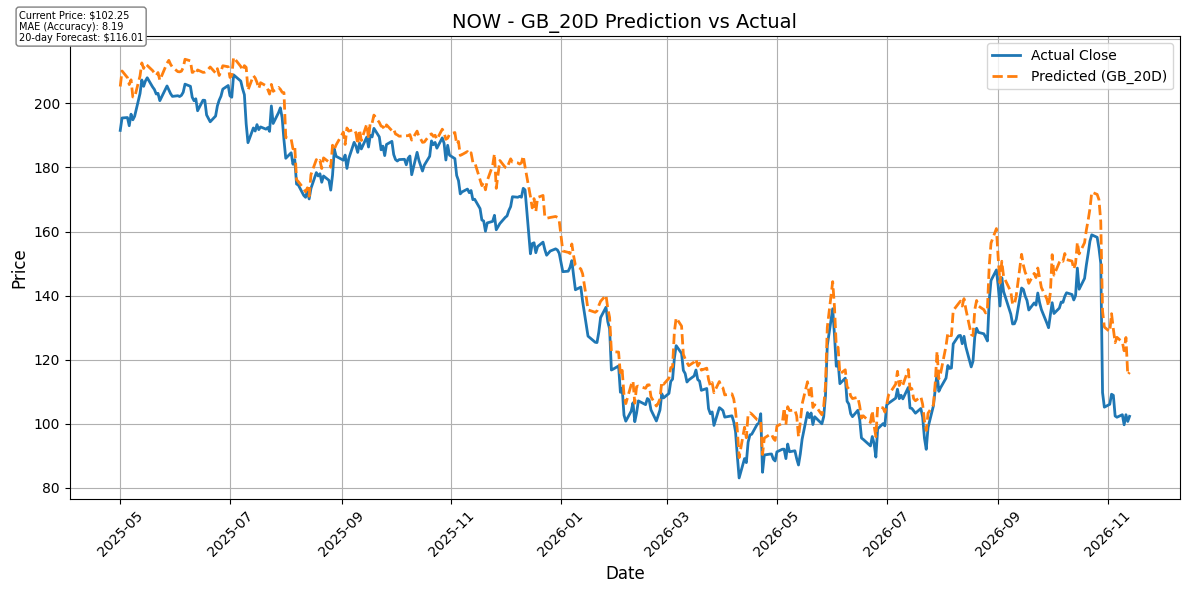 NOW - GB_20D Prediction vs Actual
Current Price: $102.25
MAE (Accuracy): 8.19
20-day Forecast: $116.01
Actual Close
Predicted (GB_20D)
Price
200
180
160
140
120
100
80
2025-05
2025-07
2025-09
2025-11
2026-01
2026-03
2026-05
2026-07
2026-09
2026-11
Date